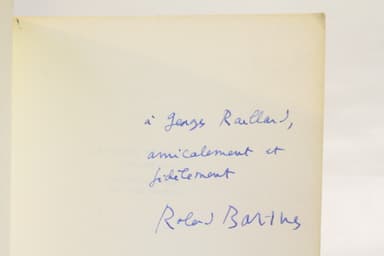 à Georges Raillard,
amicalement et
fidèlement
Roland Barthes